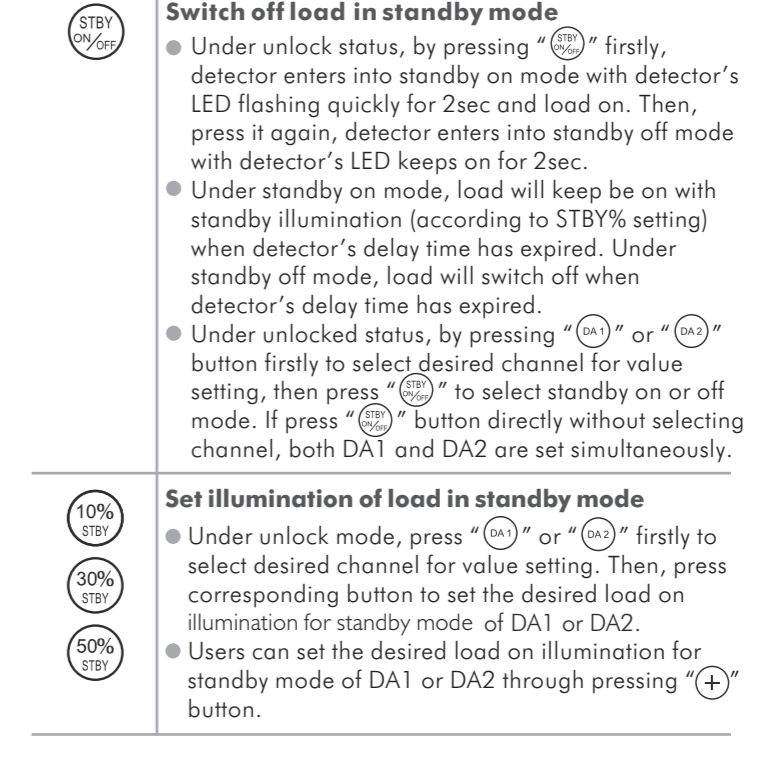 STBY
ON/OFF
Switch off load in standby mode
● Under unlock status, by pressing “STBY ON/OFF” firstly,
detector enters into standby on mode with detector’s
LED flashing quickly for 2sec and load on. Then,
press it again, detector enters into standby off mode
with detector’s LED keeps on for 2sec.
● Under standby on mode, load will keep be on with
standby illumination (according to STBY% setting)
when detector’s delay time has expired. Under
standby off mode, load will switch off when
detector’s delay time has expired.
● Under unlocked status, by pressing “DA1” or “DA2”
button firstly to select desired channel for value
setting, then press “STBY ON/OFF” to select standby on or off
mode. If press “STBY ON/OFF” button directly without selecting
channel, both DA1 and DA2 are set simultaneously.
10%
STBY
30%
STBY
50%
STBY
Set illumination of load in standby mode
● Under unlock mode, press “DA1” or “DA2” firstly to
select desired channel for value setting. Then, press
corresponding button to set the desired load on
illumination for standby mode of DA1 or DA2.
● Users can set the desired load on illumination for
standby mode of DA1 or DA2 through pressing “+”
button.